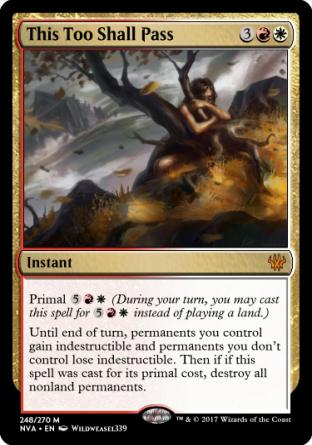 This Too Shall Pass 3
Instant
Primal 5 (During your turn, you may cast
this spell for 5 instead of playing a land.)
Until end of turn, permanents you control
gain indestructible and permanents you don't
control lose indestructible. Then if if this
spell was cast for its primal cost, destroy all
nonland permanents.
248/270 M
NVA • EN WILDWEASEL339 ™ & © 2017 Wizards of the Coast